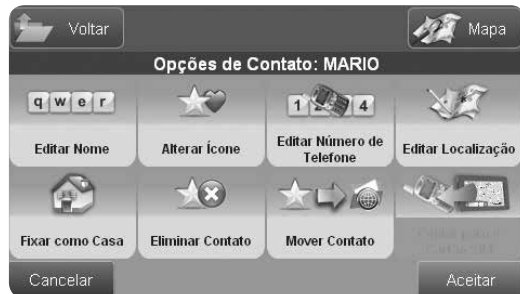 Voltar
Mapa
Opções de Contato: MARIO
q w e r
1 4
Editar Nome
Alterar Ícone
Editar Número de
Telefone
Editar Localização
Fixar como Casa
Eliminar Contato
Mover Contato
Cancelar
Aceitar